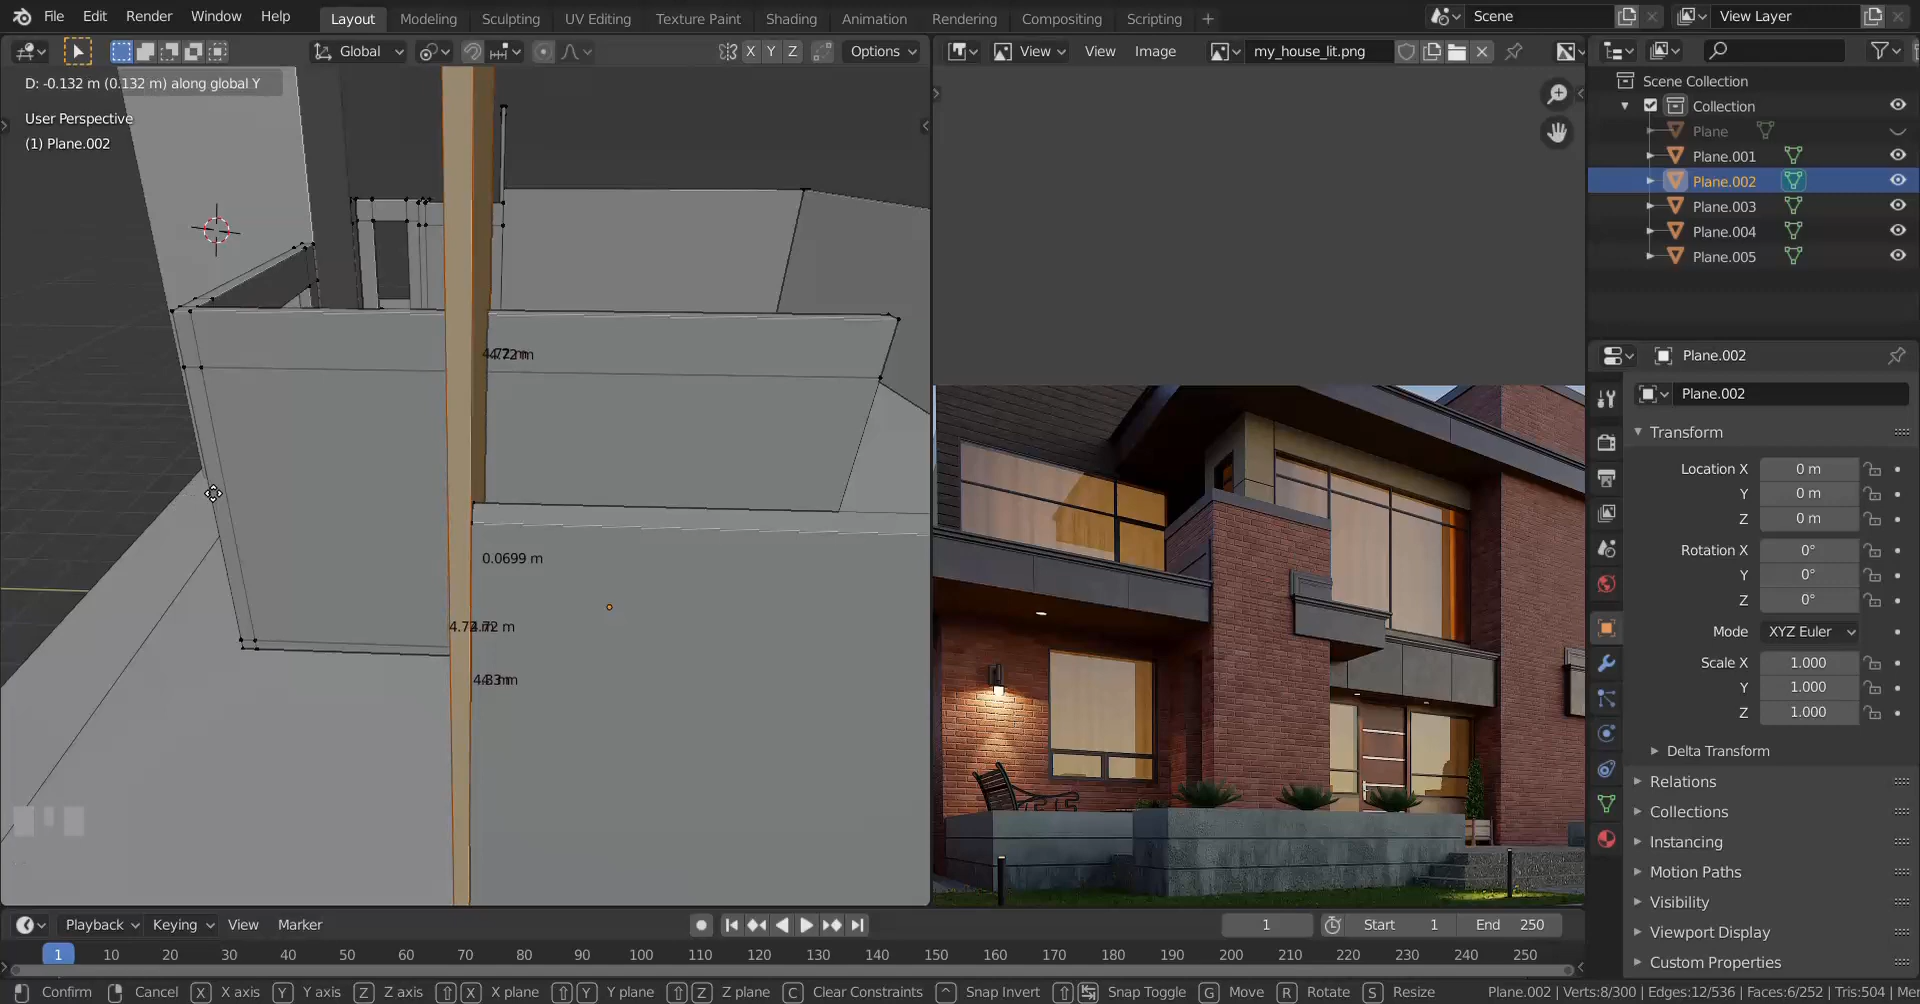 File Edit Render Window Help Layout Modeling Sculpting UV Editing Texture Paint Shading Animation Rendering Compositing Scripting + Scene View Layer
Global X Y Z Options View View Image my_house_lit.png
D: -0.132 m (0.132 m) along global Y
User Perspective
(1) Plane.002
0.0699 m
Scene Collection
Collection
Plane
Plane.001
Plane.002
Plane.003
Plane.004
Plane.005
Plane.002
Plane.002
Transform
Location X 0 m
Y 0 m
Z 0 m
Rotation X 0°
Y 0°
Z 0°
Mode XYZ Euler
Scale X 1.000
Y 1.000
Z 1.000
Delta Transform
Relations
Collections
Instancing
Motion Paths
Visibility
Viewport Display
Custom Properties
Playback Keying View Marker 1 Start 1 End 250
1 10 20 30 40 50 60 70 80 90 100 110 120 130 140 150 160 170 180 190 200 210 220 230 240 250
Confirm Cancel X X axis Y Y axis Z Z axis X X plane Y Y plane Z Z plane C Clear Constraints Snap Invert Snap Toggle G Move R Rotate S Resize Plane.002 | Verts:8/300 | Edges:12/536 | Faces:6/252 | Tris:504 |